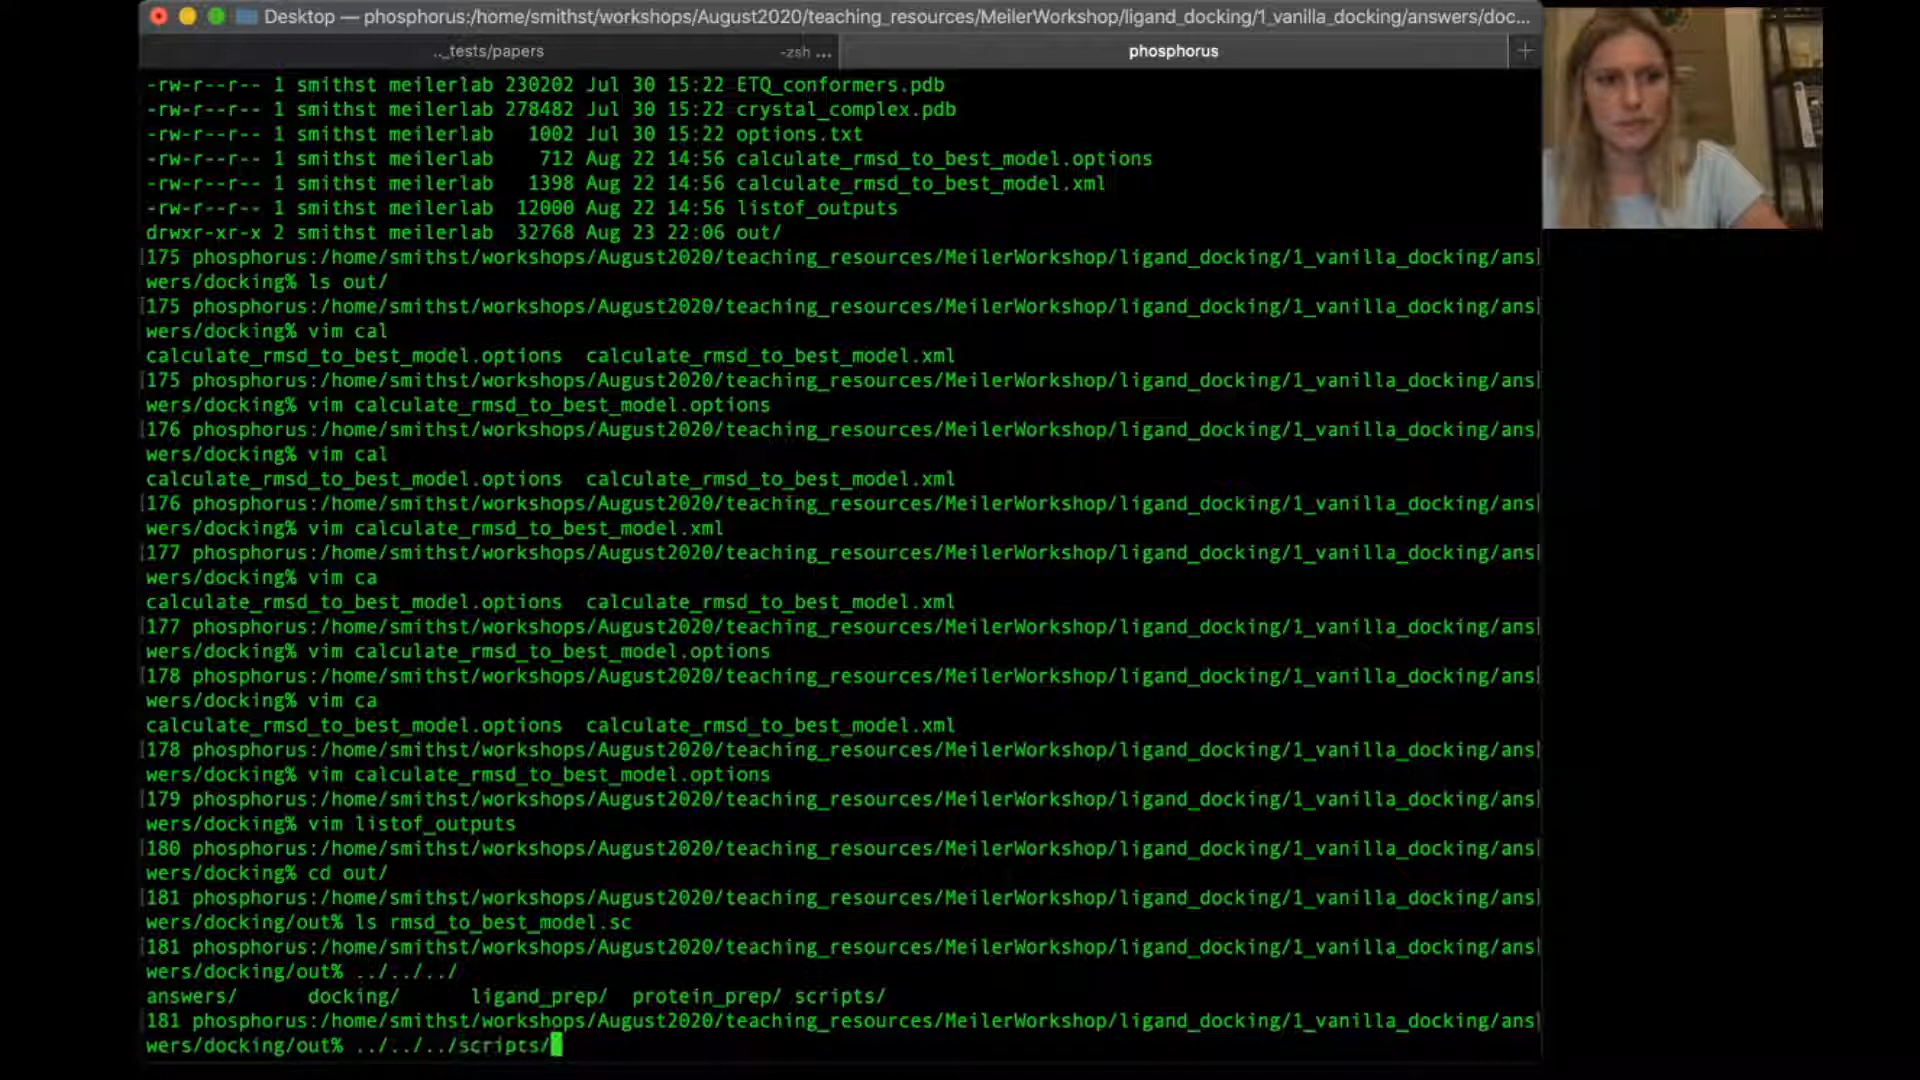 Desktop — phosphorus:/home/smithst/workshops/August2020/teaching_resources/MeilerWorkshop/ligand_docking/1_vanilla_docking/answers/doc...
.._tests/papers -zsh ... phosphorus +
-rw-r--r-- 1 smithst meilerlab 230202 Jul 30 15:22 ETQ_conformers.pdb
-rw-r--r-- 1 smithst meilerlab 278482 Jul 30 15:22 crystal_complex.pdb
-rw-r--r-- 1 smithst meilerlab 1002 Jul 30 15:22 options.txt
-rw-r--r-- 1 smithst meilerlab 712 Aug 22 14:56 calculate_rmsd_to_best_model.options
-rw-r--r-- 1 smithst meilerlab 1398 Aug 22 14:56 calculate_rmsd_to_best_model.xml
-rw-r--r-- 1 smithst meilerlab 12000 Aug 22 14:56 listof_outputs
drwxr-xr-x 2 smithst meilerlab 32768 Aug 23 22:06 out/
[175 phosphorus:/home/smithst/workshops/August2020/teaching_resources/MeilerWorkshop/ligand_docking/1_vanilla_docking/ans]
wers/docking% ls out/
[175 phosphorus:/home/smithst/workshops/August2020/teaching_resources/MeilerWorkshop/ligand_docking/1_vanilla_docking/ans]
wers/docking% vim cal
calculate_rmsd_to_best_model.options calculate_rmsd_to_best_model.xml
[175 phosphorus:/home/smithst/workshops/August2020/teaching_resources/MeilerWorkshop/ligand_docking/1_vanilla_docking/ans]
wers/docking% vim calculate_rmsd_to_best_model.options
[176 phosphorus:/home/smithst/workshops/August2020/teaching_resources/MeilerWorkshop/ligand_docking/1_vanilla_docking/ans]
wers/docking% vim cal
calculate_rmsd_to_best_model.options calculate_rmsd_to_best_model.xml
[176 phosphorus:/home/smithst/workshops/August2020/teaching_resources/MeilerWorkshop/ligand_docking/1_vanilla_docking/ans]
wers/docking% vim calculate_rmsd_to_best_model.xml
[177 phosphorus:/home/smithst/workshops/August2020/teaching_resources/MeilerWorkshop/ligand_docking/1_vanilla_docking/ans]
wers/docking% vim ca
calculate_rmsd_to_best_model.options calculate_rmsd_to_best_model.xml
[177 phosphorus:/home/smithst/workshops/August2020/teaching_resources/MeilerWorkshop/ligand_docking/1_vanilla_docking/ans]
wers/docking% vim calculate_rmsd_to_best_model.options
[178 phosphorus:/home/smithst/workshops/August2020/teaching_resources/MeilerWorkshop/ligand_docking/1_vanilla_docking/ans]
wers/docking% vim ca
calculate_rmsd_to_best_model.options calculate_rmsd_to_best_model.xml
[178 phosphorus:/home/smithst/workshops/August2020/teaching_resources/MeilerWorkshop/ligand_docking/1_vanilla_docking/ans]
wers/docking% vim calculate_rmsd_to_best_model.options
[179 phosphorus:/home/smithst/workshops/August2020/teaching_resources/MeilerWorkshop/ligand_docking/1_vanilla_docking/ans]
wers/docking% vim listof_outputs
[180 phosphorus:/home/smithst/workshops/August2020/teaching_resources/MeilerWorkshop/ligand_docking/1_vanilla_docking/ans]
wers/docking% cd out/
[181 phosphorus:/home/smithst/workshops/August2020/teaching_resources/MeilerWorkshop/ligand_docking/1_vanilla_docking/ans]
wers/docking/out% ls rmsd_to_best_model.sc
[181 phosphorus:/home/smithst/workshops/August2020/teaching_resources/MeilerWorkshop/ligand_docking/1_vanilla_docking/ans]
wers/docking/out% ../../../
answers/ docking/ ligand_prep/ protein_prep/ scripts/
181 phosphorus:/home/smithst/workshops/August2020/teaching_resources/MeilerWorkshop/ligand_docking/1_vanilla_docking/ans]
wers/docking/out% ../../../scripts/